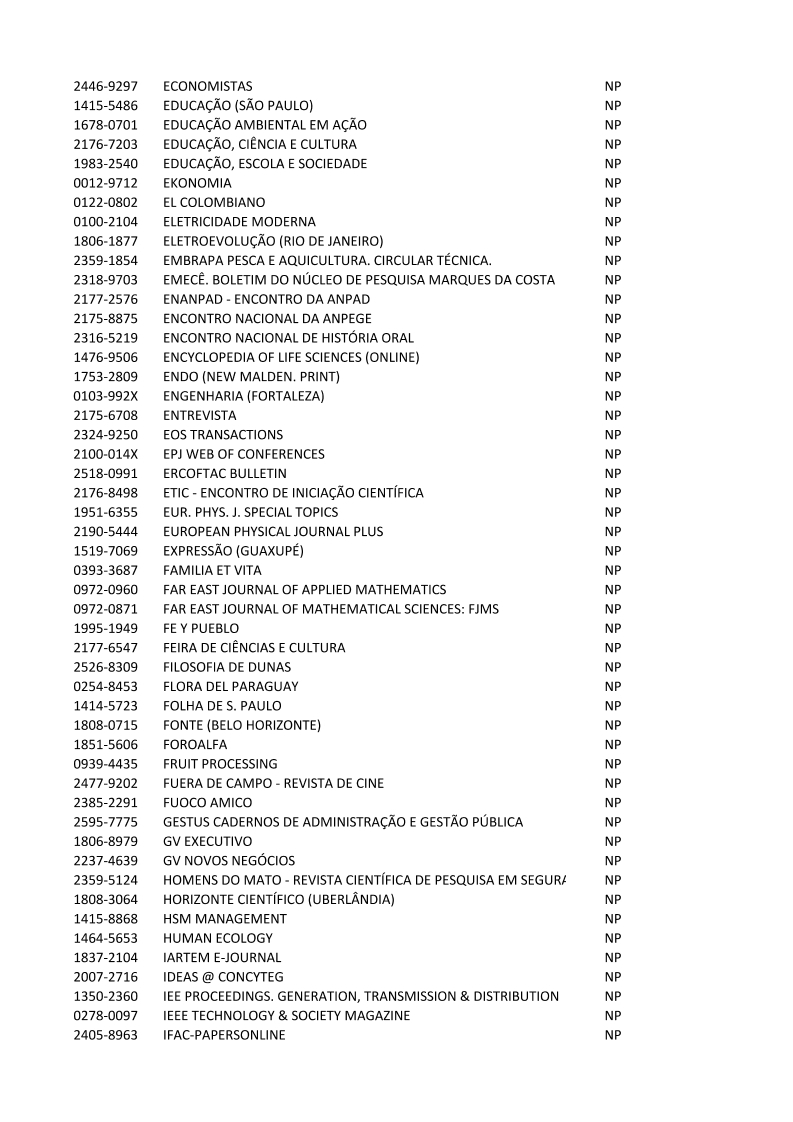 2446-9297 ECONOMISTAS NP
1415-5486 EDUCAÇÃO (SÃO PAULO) NP
1678-0701 EDUCAÇÃO AMBIENTAL EM AÇÃO NP
2176-7203 EDUCAÇÃO, CIÊNCIA E CULTURA NP
1983-2540 EDUCAÇÃO, ESCOLA E SOCIEDADE NP
0012-9712 EKONOMIA NP
0122-0802 EL COLOMBIANO NP
0100-2104 ELETRICIDADE MODERNA NP
1806-1877 ELETROEVOLUÇÃO (RIO DE JANEIRO) NP
2359-1854 EMBRAPA PESCA E AQUICULTURA. CIRCULAR TÉCNICA. NP
2318-9703 EMECÊ. BOLETIM DO NÚCLEO DE PESQUISA MARQUES DA COSTA NP
2177-2576 ENANPAD - ENCONTRO DA ANPAD NP
2175-8875 ENCONTRO NACIONAL DA ANPEGE NP
2316-5219 ENCONTRO NACIONAL DE HISTÓRIA ORAL NP
1476-9506 ENCYCLOPEDIA OF LIFE SCIENCES (ONLINE) NP
1753-2809 ENDO (NEW MALDEN. PRINT) NP
0103-992X ENGENHARIA (FORTALEZA) NP
2175-6708 ENTREVISTA NP
2324-9250 EOS TRANSACTIONS NP
2100-014X EPJ WEB OF CONFERENCES NP
2518-0991 ERCOFTAC BULLETIN NP
2176-8498 ETIC - ENCONTRO DE INICIAÇÃO CIENTÍFICA NP
1951-6355 EUR. PHYS. J. SPECIAL TOPICS NP
2190-5444 EUROPEAN PHYSICAL JOURNAL PLUS NP
1519-7069 EXPRESSÃO (GUAXUPÉ) NP
0393-3687 FAMILIA ET VITA NP
0972-0960 FAR EAST JOURNAL OF APPLIED MATHEMATICS NP
0972-0871 FAR EAST JOURNAL OF MATHEMATICAL SCIENCES: FJMS NP
1995-1949 FE Y PUEBLO NP
2177-6547 FEIRA DE CIÊNCIAS E CULTURA NP
2526-8309 FILOSOFIA DE DUNAS NP
0254-8453 FLORA DEL PARAGUAY NP
1414-5723 FOLHA DE S. PAULO NP
1808-0715 FONTE (BELO HORIZONTE) NP
1851-5606 FOROALFA NP
0939-4435 FRUIT PROCESSING NP
2477-9202 FUERA DE CAMPO - REVISTA DE CINE NP
2385-2291 FUOCO AMICO NP
2595-7775 GESTUS CADERNOS DE ADMINISTRAÇÃO E GESTÃO PÚBLICA NP
1806-8979 GV EXECUTIVO NP
2237-4639 GV NOVOS NEGÓCIOS NP
2359-5124 HOMENS DO MATO - REVISTA CIENTÍFICA DE PESQUISA EM SEGURA NP
1808-3064 HORIZONTE CIENTÍFICO (UBERLÂNDIA) NP
1415-8868 HSM MANAGEMENT NP
1464-5653 HUMAN ECOLOGY NP
1837-2104 IARTEM E-JOURNAL NP
2007-2716 IDEAS @ CONCYTEG NP
1350-2360 IEE PROCEEDINGS. GENERATION, TRANSMISSION & DISTRIBUTION NP
0278-0097 IEEE TECHNOLOGY & SOCIETY MAGAZINE NP
2405-8963 IFAC-PAPERSONLINE NP